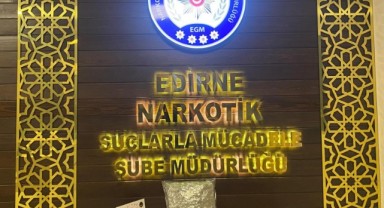 EGM
EDİRNE
NARKOTİK
SUÇLARLA MÜCADELE
ŞUBE MÜDÜRLÜĞÜ